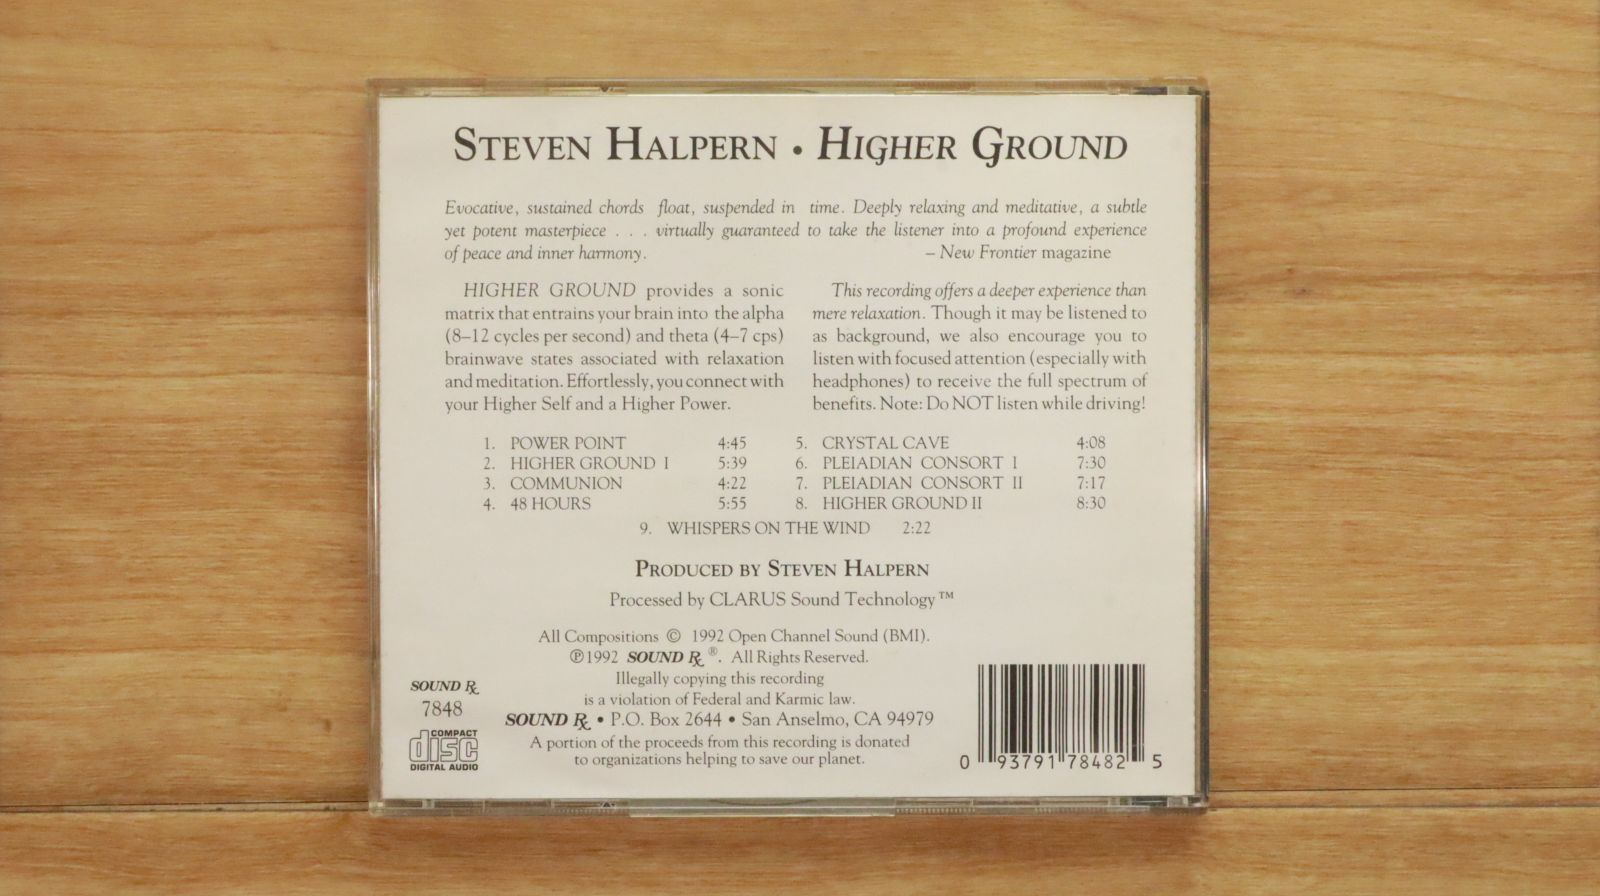 STEVEN HALPERN • HIGHER GROUND
Evocative, sustained chords float, suspended in time. Deeply relaxing and meditative, a subtle
yet potent masterpiece . . . virtually guaranteed to take the listener into a profound experience
of peace and inner harmony.
– New Frontier magazine
HIGHER GROUND provides a sonic
matrix that entrains your brain into the alpha
(8–12 cycles per second) and theta (4–7 cps)
brainwave states associated with relaxation
and meditation. Effortlessly, you connect with
your Higher Self and a Higher Power.
This recording offers a deeper experience than
mere relaxation. Though it may be listened to
as background, we also encourage you to
listen with focused attention (especially with
headphones) to receive the full spectrum of
benefits. Note: Do NOT listen while driving!
1. POWER POINT 4:45
2. HIGHER GROUND I 5:39
3. COMMUNION 4:22
4. 48 HOURS 5:55
5. CRYSTAL CAVE 4:08
6. PLEIADIAN CONSORT I 7:30
7. PLEIADIAN CONSORT II 7:17
8. HIGHER GROUND II 8:30
9. WHISPERS ON THE WIND 2:22
PRODUCED BY STEVEN HALPERN
Processed by CLARUS Sound Technology™
All Compositions © 1992 Open Channel Sound (BMI).
℗1992 SOUND ℞®. All Rights Reserved.
Illegally copying this recording
is a violation of Federal and Karmic law.
SOUND ℞ • P.O. Box 2644 • San Anselmo, CA 94979
A portion of the proceeds from this recording is donated
to organizations helping to save our planet.
SOUND ℞
7848
COMPACT
disc
DIGITAL AUDIO
0 93791 78482 5